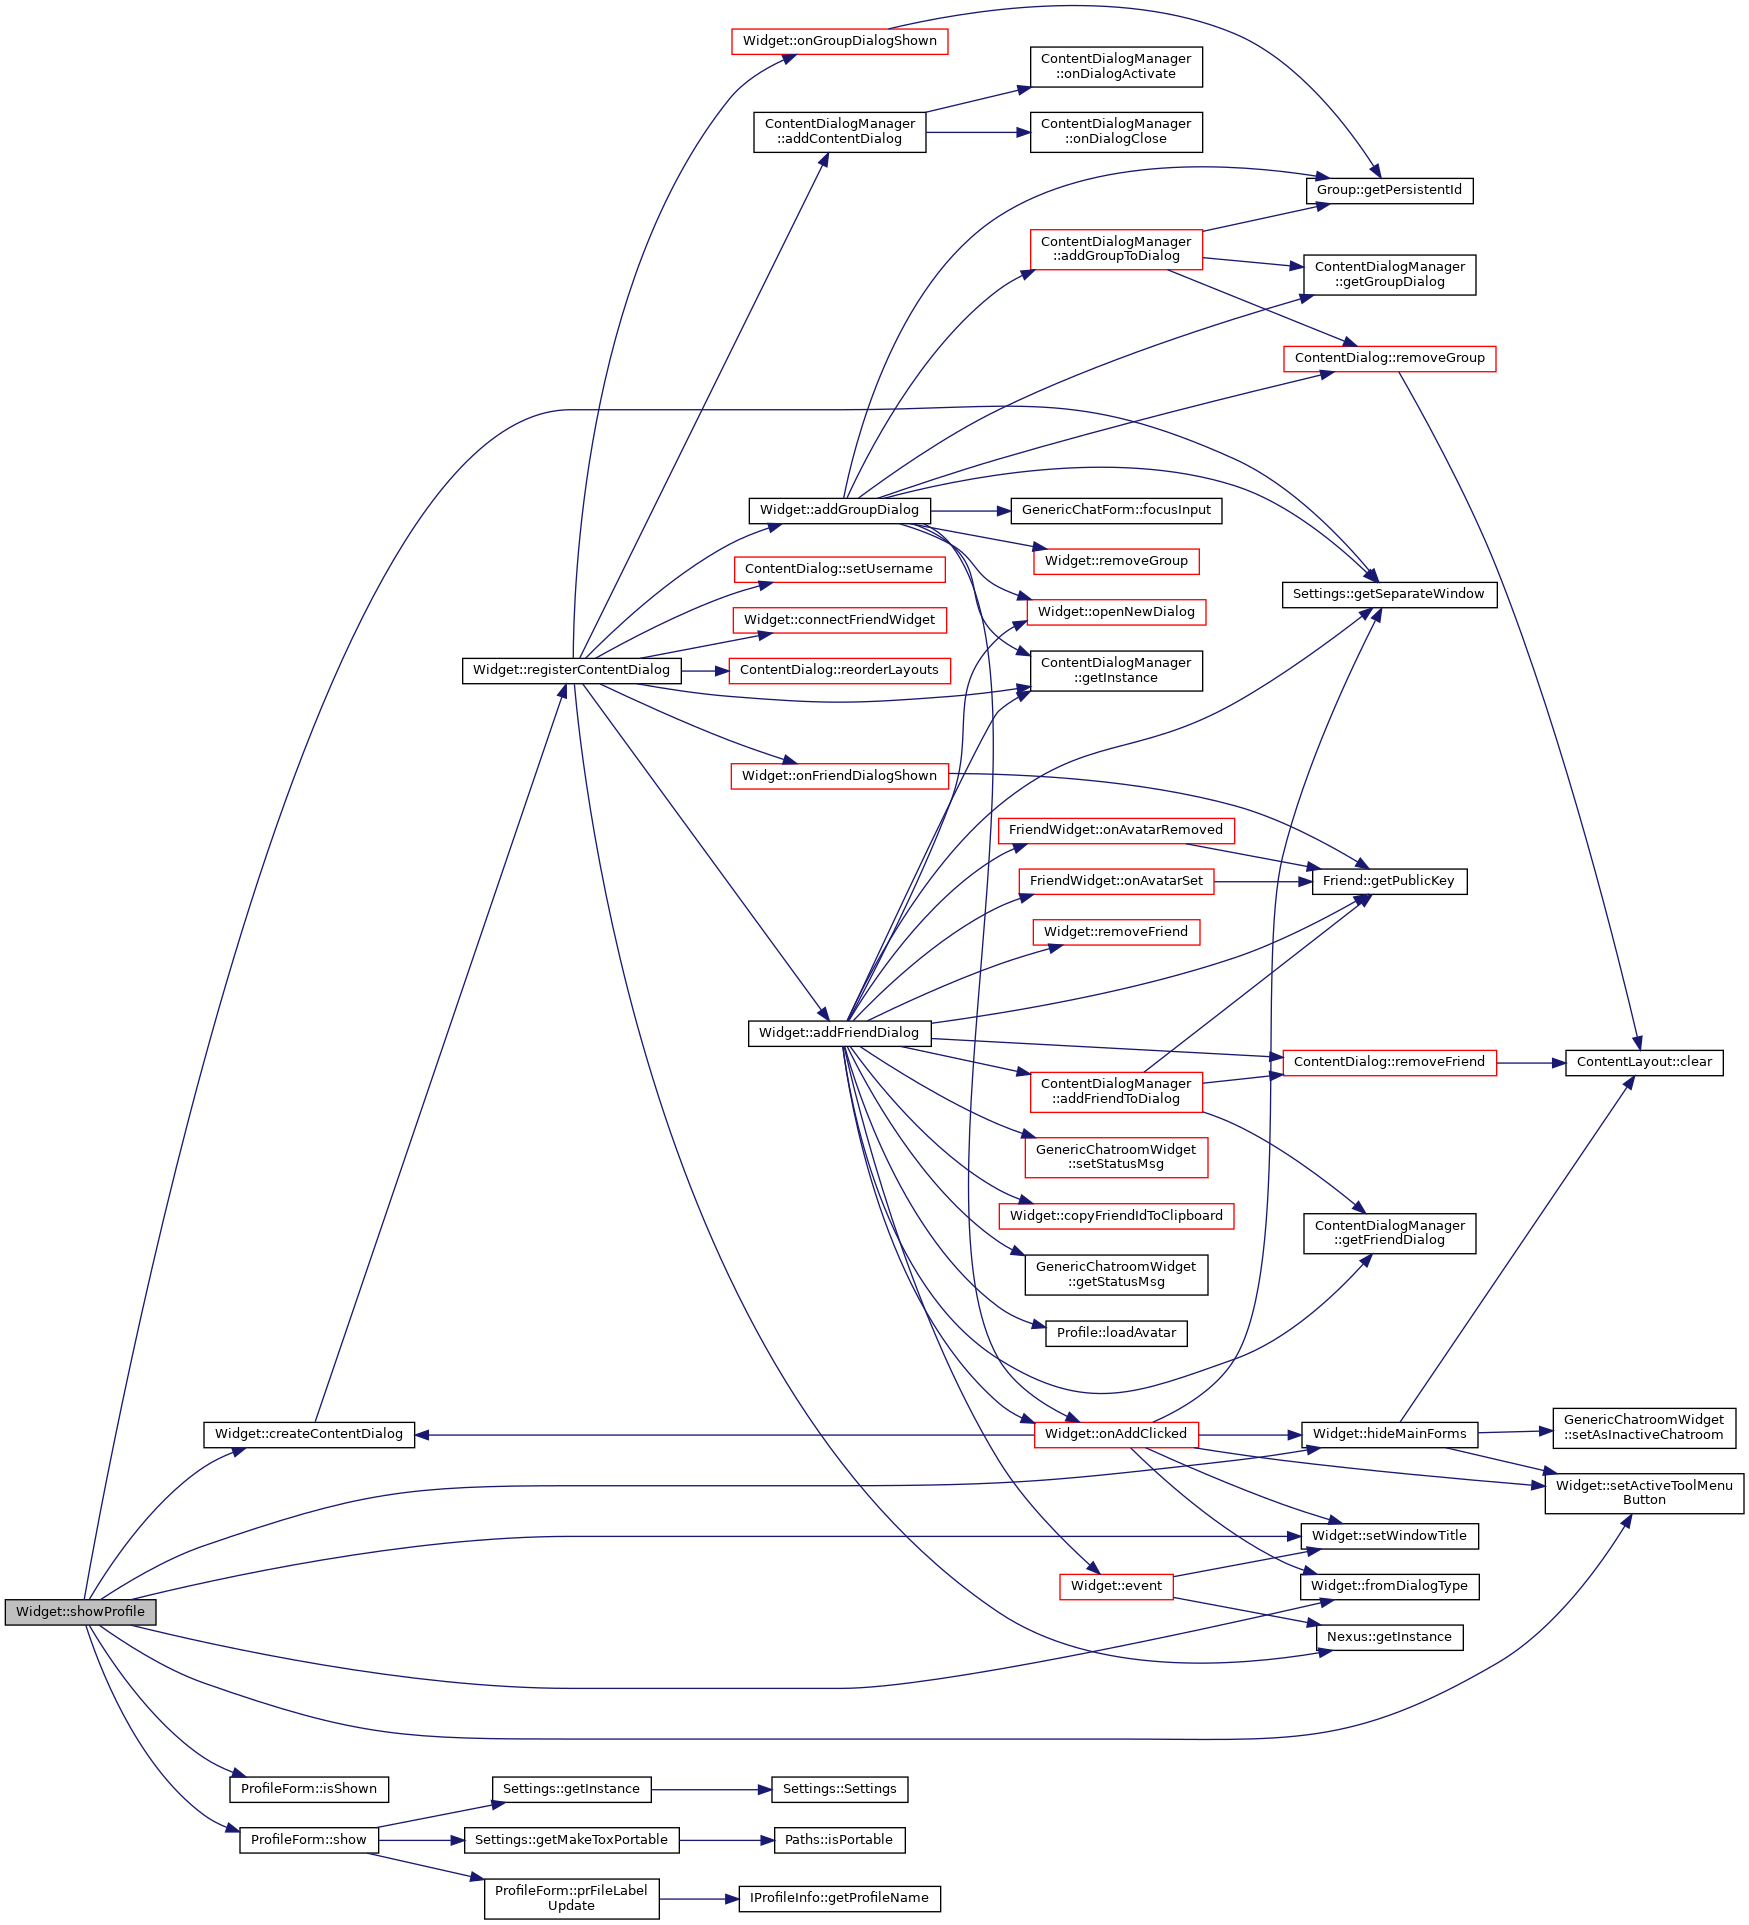 Widget::onGroupDialogShown
ContentDialogManager
::onDialogActivate
ContentDialogManager
::addContentDialog
ContentDialogManager
::onDialogClose
Group::getPersistentId
ContentDialogManager
::addGroupToDialog
ContentDialogManager
::getGroupDialog
ContentDialog::removeGroup
Widget::addGroupDialog
GenericChatForm::focusInput
Widget::removeGroup
ContentDialog::setUsername
Settings::getSeparateWindow
Widget::openNewDialog
Widget::connectFriendWidget
Widget::registerContentDialog
ContentDialog::reorderLayouts
ContentDialogManager
::getInstance
Widget::onFriendDialogShown
FriendWidget::onAvatarRemoved
FriendWidget::onAvatarSet
Friend::getPublicKey
Widget::removeFriend
Widget::addFriendDialog
ContentDialog::removeFriend
ContentLayout::clear
ContentDialogManager
::addFriendToDialog
GenericChatroomWidget
::setStatusMsg
Widget::copyFriendIdToClipboard
ContentDialogManager
::getFriendDialog
GenericChatroomWidget
::getStatusMsg
Profile::loadAvatar
Widget::createContentDialog
Widget::onAddClicked
Widget::hideMainForms
GenericChatroomWidget
::setAsInactiveChatroom
Widget::setActiveToolMenu
Button
Widget::setWindowTitle
Widget::event
Widget::fromDialogType
Widget::showProfile
Nexus::getInstance
ProfileForm::isShown
Settings::getInstance
Settings::Settings
ProfileForm::show
Settings::getMakeToxPortable
Paths::isPortable
ProfileForm::prFileLabel
Update
IProfileInfo::getProfileName